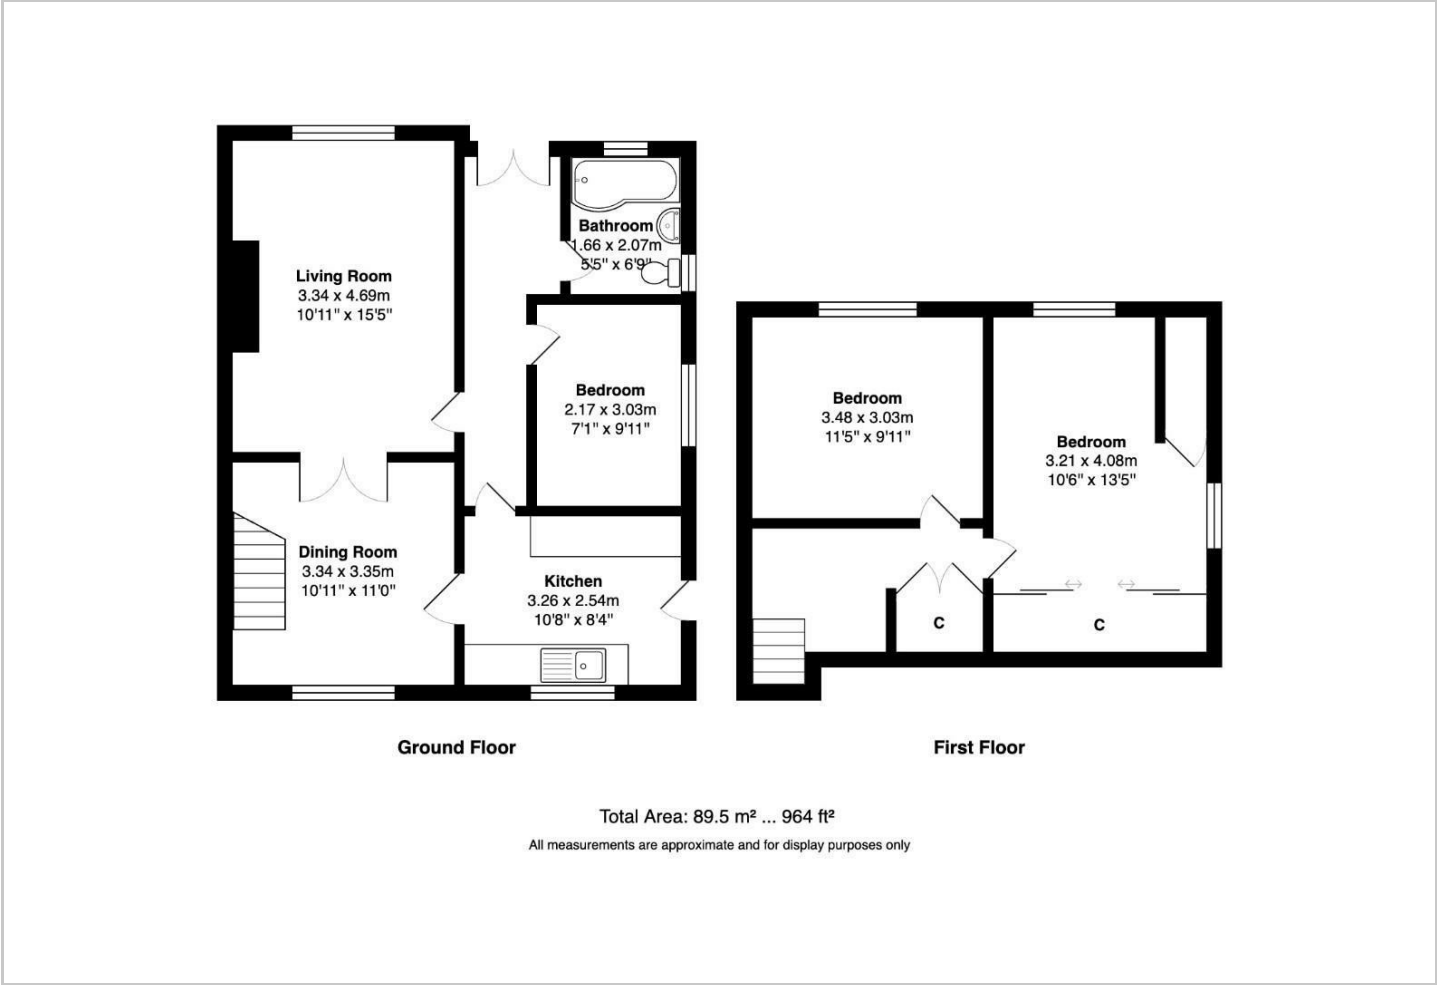 Living Room
3.34 x 4.69m
10'11" x 15'5"
Bathroom
1.66 x 2.07m
5'5" x 6'9"
Bedroom
2.17 x 3.03m
7'1" x 9'11"
Dining Room
3.34 x 3.35m
10'11" x 11'0"
Kitchen
3.26 x 2.54m
10'8" x 8'4"
Ground Floor
Bedroom
3.48 x 3.03m
11'5" x 9'11"
Bedroom
3.21 x 4.08m
10'6" x 13'5"
C
C
First Floor
Total Area: 89.5 m² ... 964 ft²
All measurements are approximate and for display purposes only